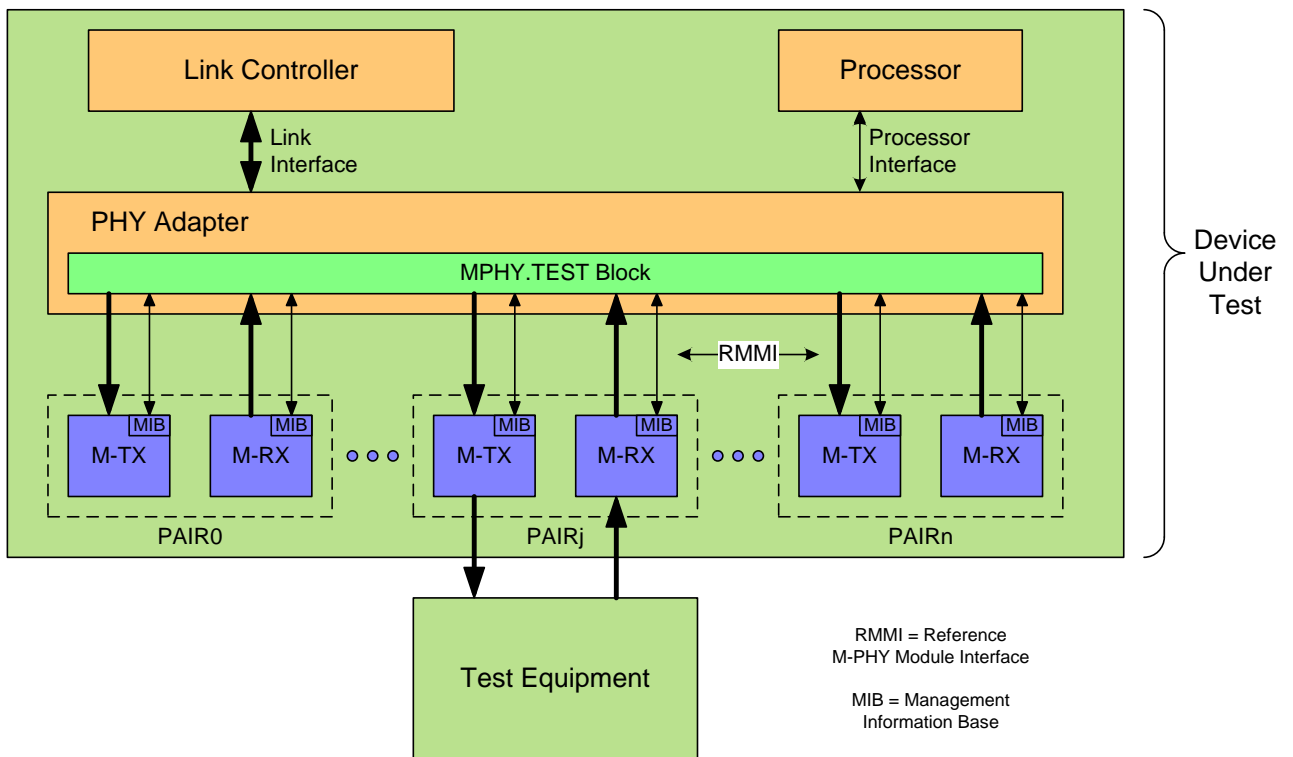 Link Controller
Processor
Link
Interface
Processor
Interface
PHY Adapter
MPHY.TEST Block
Device
Under
Test
RMMI
MIB
MIB
MIB
MIB
MIB
MIB
M-TX
M-RX
M-TX
M-RX
M-TX
M-RX
PAIR0
PAIRj
PAIRn
Test Equipment
RMMI = Reference
M-PHY Module Interface
MIB = Management
Information Base